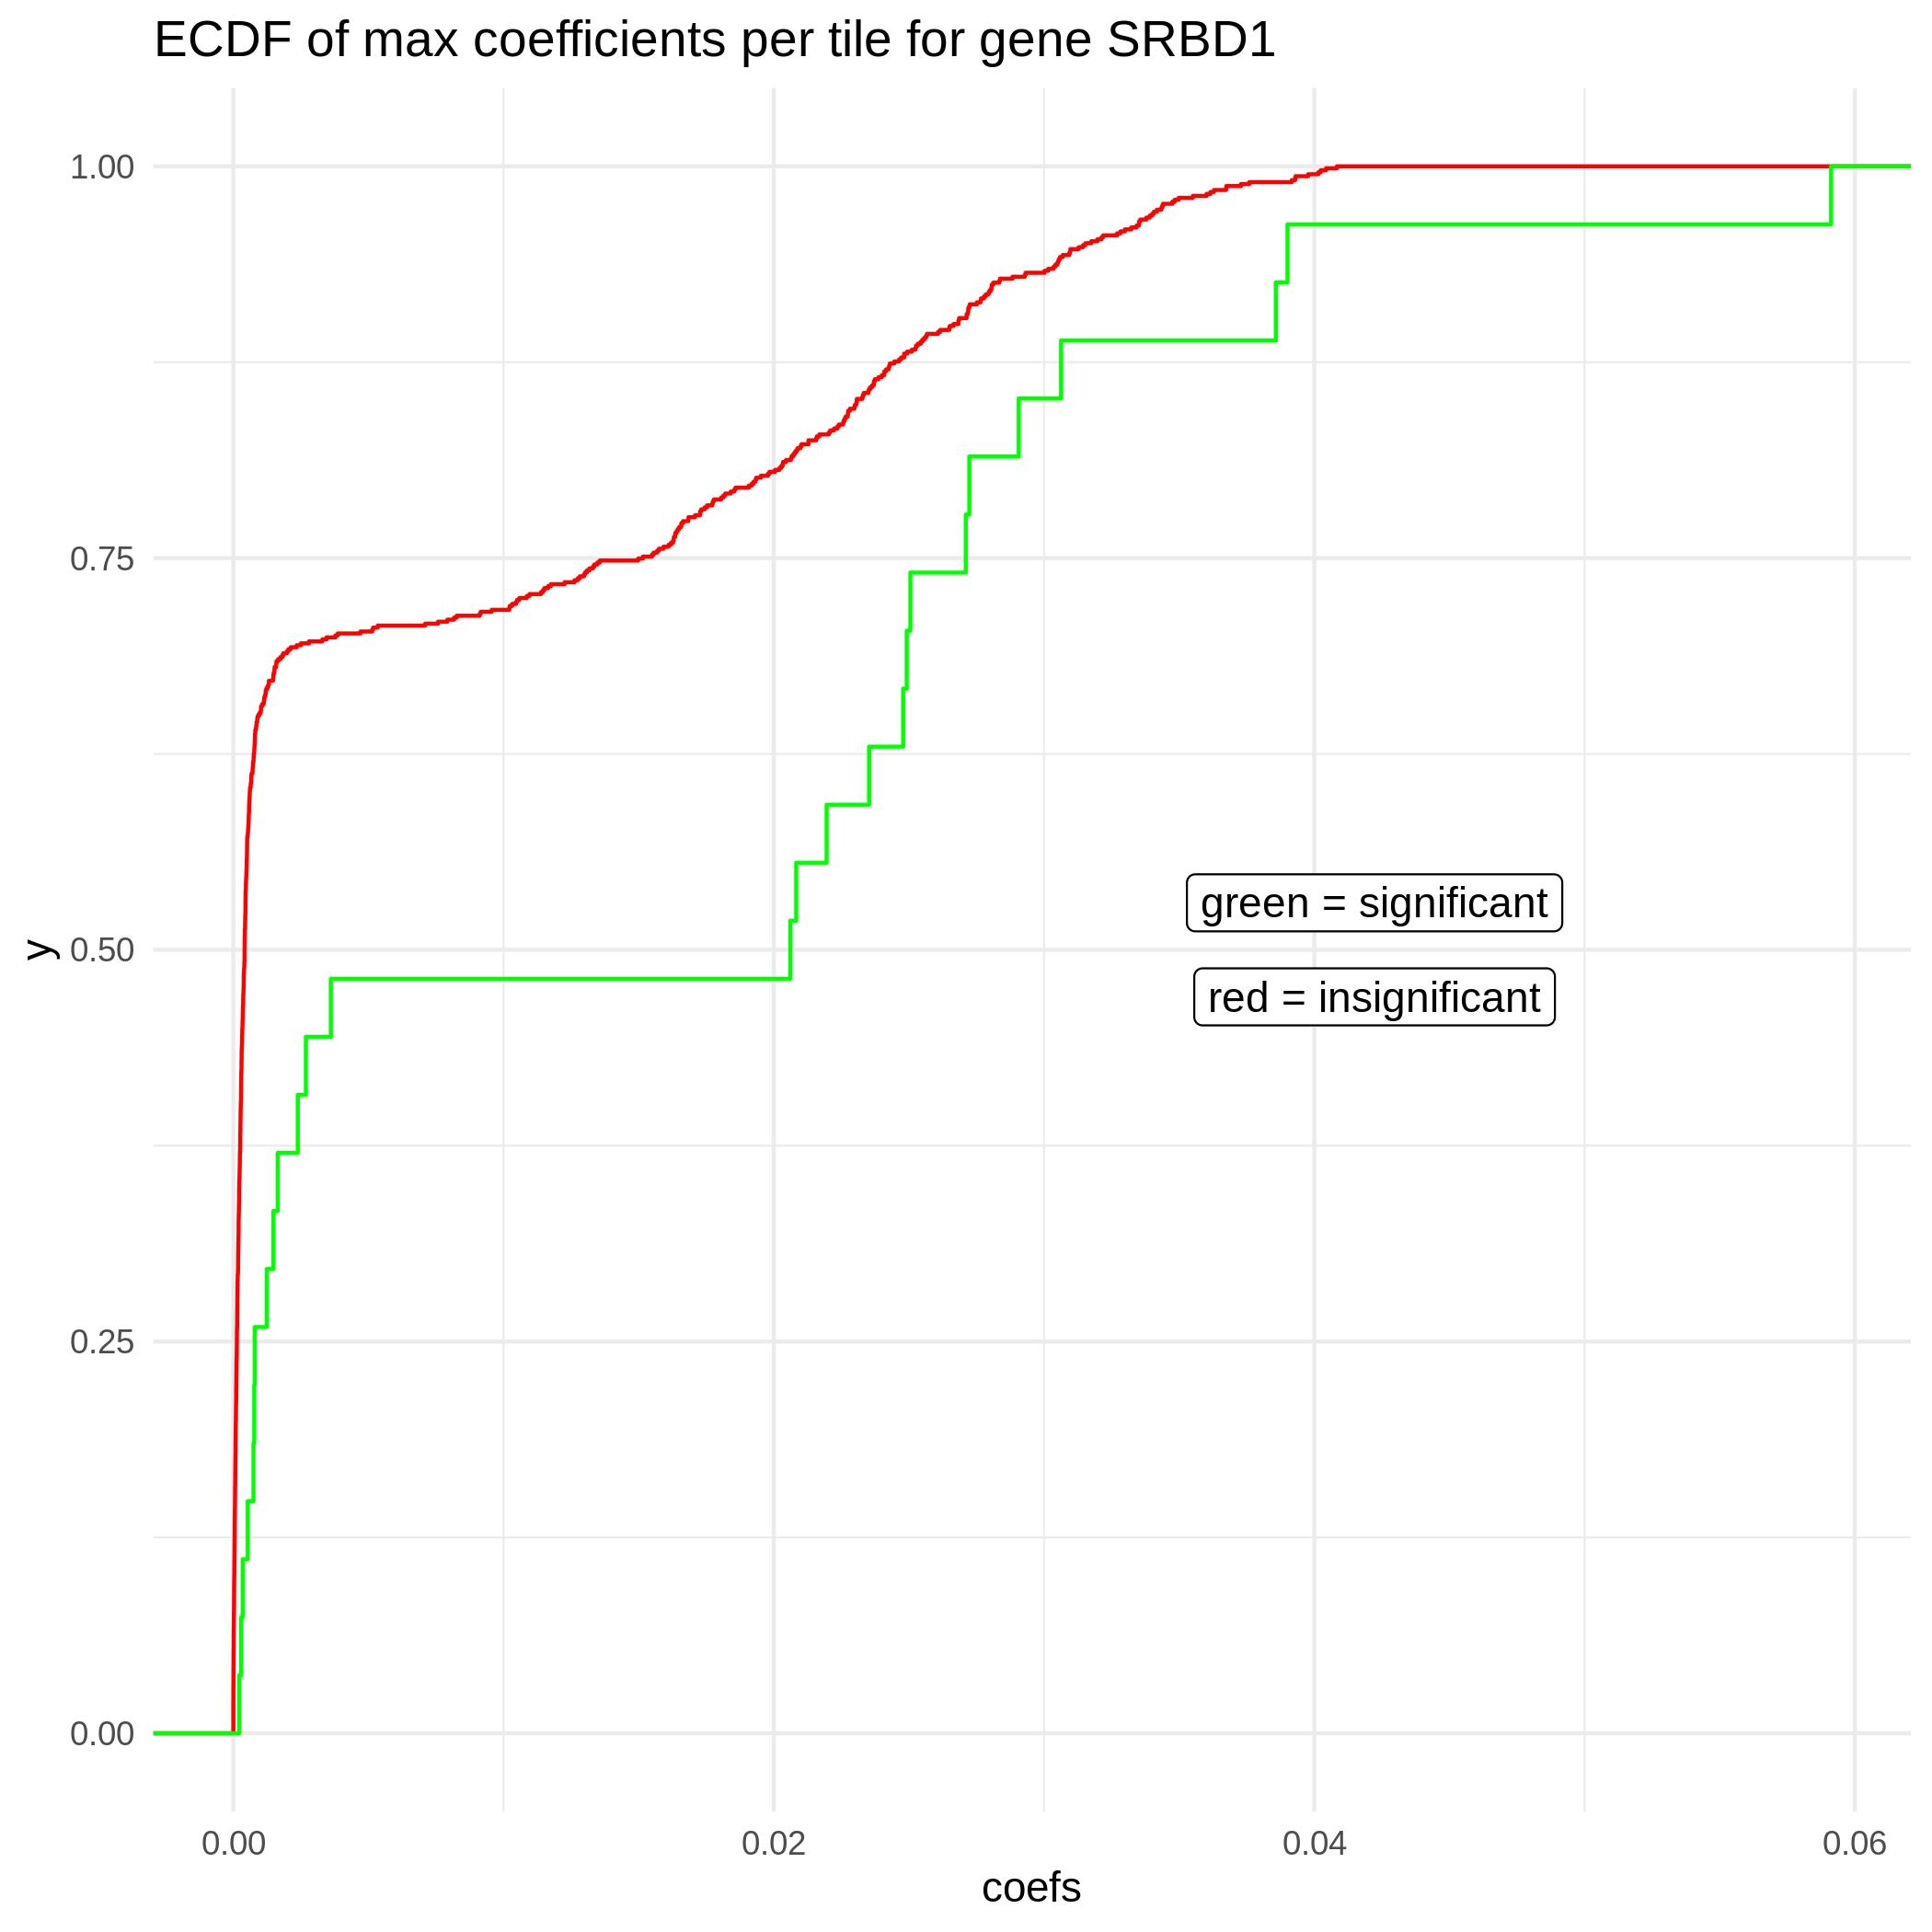 ECDF of max coefficients per tile for gene SRBD1
1.00
0.75
0.50
0.25
0.00
y
green = significant
red = insignificant
0.00 0.02 0.04 0.06
coefs